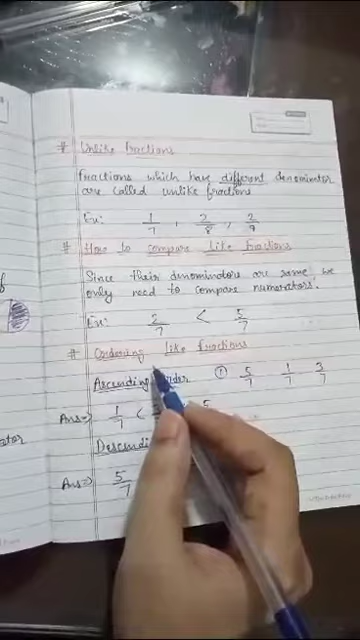 # Unlike Fractions
Fractions which have different denominator
are called unlike fractions
Ex: 1/7 , 2/8 , 2/9
# How to compare like fractions
Since their denominators are same, we
only need to compare numerators.
Ex: 2/7 < 5/7
# Ordering like fractions
Ascending order ① 5/7 1/7 3/7
Ans⇒ 1/7 <
Ans⇒ 5/7